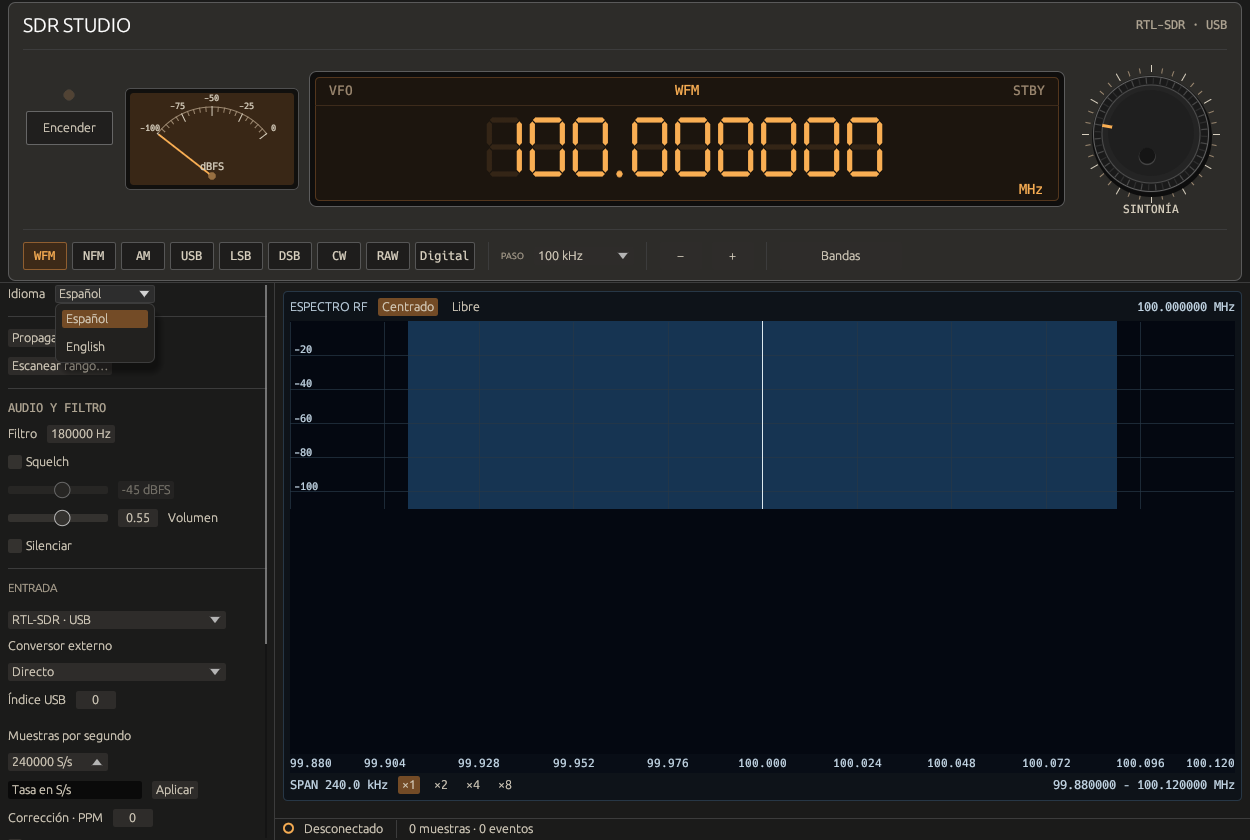 SDR STUDIO
RTL-SDR · USB
Encender
-100 -75 -50 -25 0
dBFS
VFO WFM STBY
100.000000
MHz
SINTONÍA
WFM NFM AM USB LSB DSB CW RAW Digital PASO 100 kHz − + Bandas
Idioma Español
Español
English
Propaga
Escanear rango...
AUDIO Y FILTRO
Filtro 180000 Hz
Squelch
-45 dBFS
0.55 Volumen
Silenciar
ENTRADA
RTL-SDR · USB
Conversor externo
Directo
Índice USB 0
Muestras por segundo
240000 S/s
Tasa en S/s Aplicar
Corrección · PPM 0
ESPECTRO RF Centrado Libre 100.000000 MHz
-20
-40
-60
-80
-100
99.880 99.904 99.928 99.952 99.976 100.000 100.024 100.048 100.072 100.096 100.120
SPAN 240.0 kHz ×1 ×2 ×4 ×8 99.880000 - 100.120000 MHz
Desconectado 0 muestras · 0 eventos